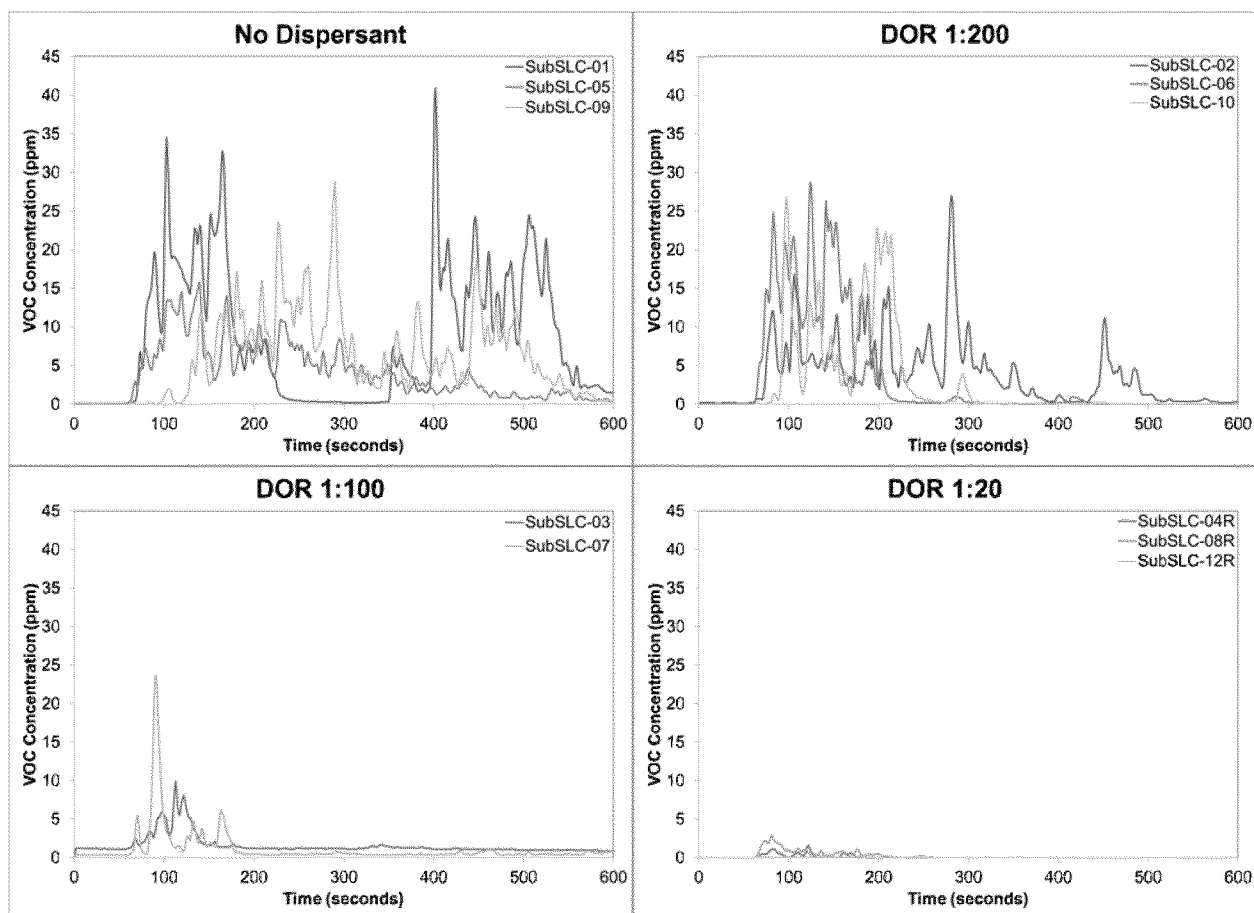 No Dispersant
45
40
35
30
25
20
15
10
5
0
VOC Concentration (ppm)
SubSLC-01
SubSLC-05
SubSLC-09
0 100 200 300 400 500 600
Time (seconds)
DOR 1:200
45
40
35
30
25
20
15
10
5
0
VOC Concentration (ppm)
SubSLC-02
SubSLC-06
SubSLC-10
0 100 200 300 400 500 600
Time (seconds)
DOR 1:100
45
40
35
30
25
20
15
10
5
0
VOC Concentration (ppm)
SubSLC-03
SubSLC-07
0 100 200 300 400 500 600
Time (seconds)
DOR 1:20
45
40
35
30
25
20
15
10
5
0
VOC Concentration (ppm)
SubSLC-04R
SubSLC-08R
SubSLC-12R
0 100 200 300 400 500 600
Time (seconds)